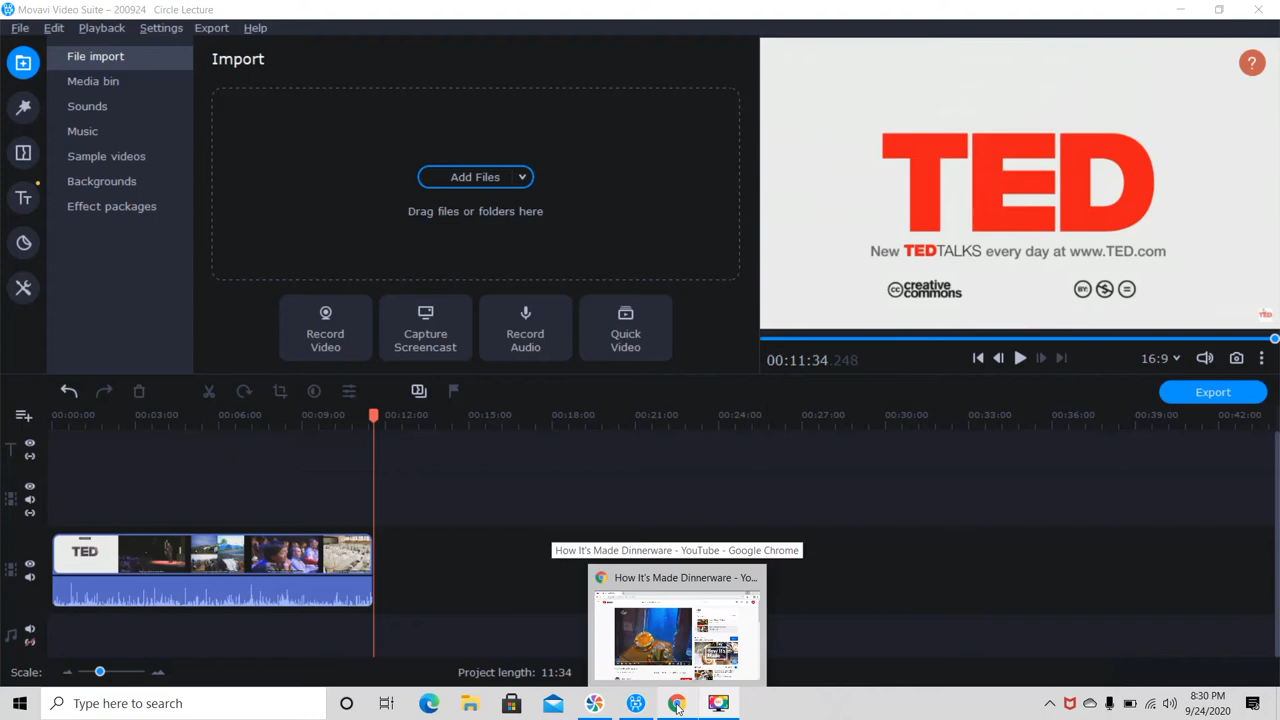 Movavi Video Suite – 200924 Circle Lecture
File Edit Playback Settings Export Help
File import
Media bin
Sounds
Music
Sample videos
Backgrounds
Effect packages
Import
Add Files
Drag files or folders here
Record Video
Capture Screencast
Record Audio
Quick Video
?
TED
New TEDTALKS every day at www.TED.com
cc creative commons
BY:
TED
00:11:34.248
16:9
Export
00:00:00 00:03:00 00:06:00 00:09:00 00:12:00 00:15:00 00:18:00 00:21:00 00:24:00 00:27:00 00:30:00 00:33:00 00:36:00 00:39:00 00:42:00
TED
How It's Made Dinnerware - YouTube - Google Chrome
How It's Made Dinnerware - Yo...
Scale:
Project length: 11:34
Type here to search
8:30 PM
9/24/2020